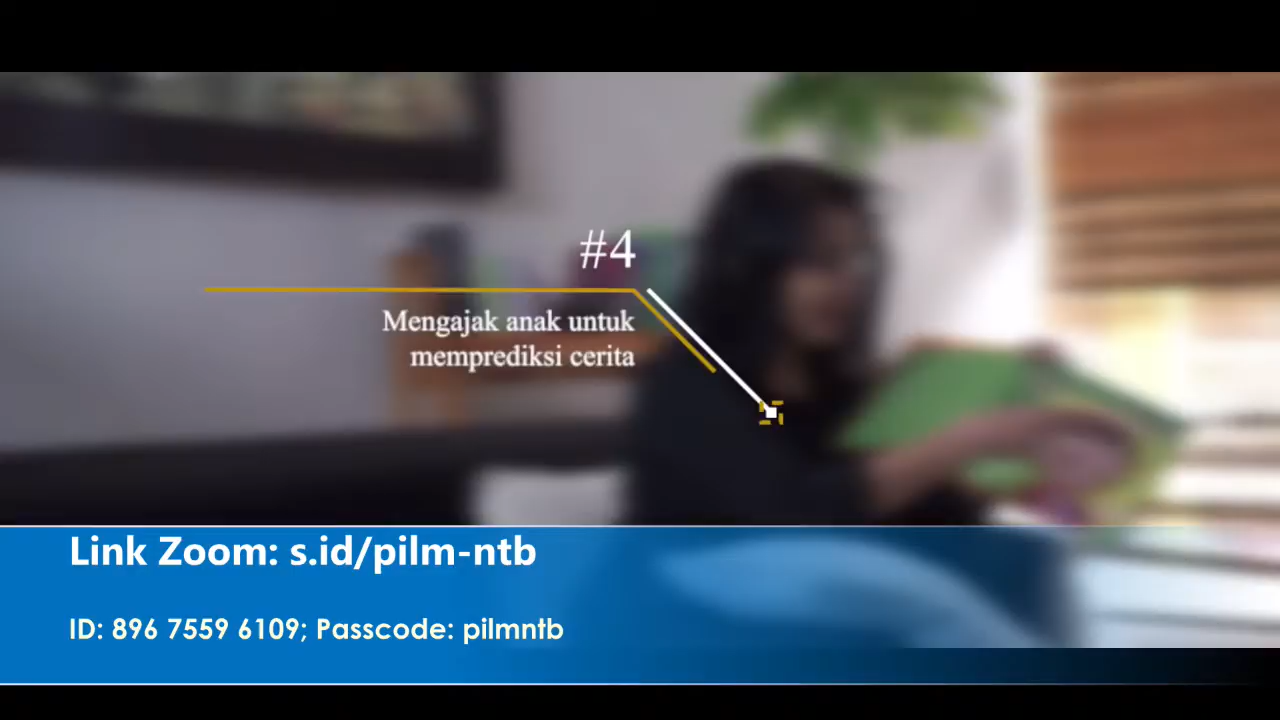 #4
Mengajak anak untuk
memprediksi cerita
Link Zoom: s.id/pilm-ntb
ID: 896 7559 6109; Passcode: pilmntb